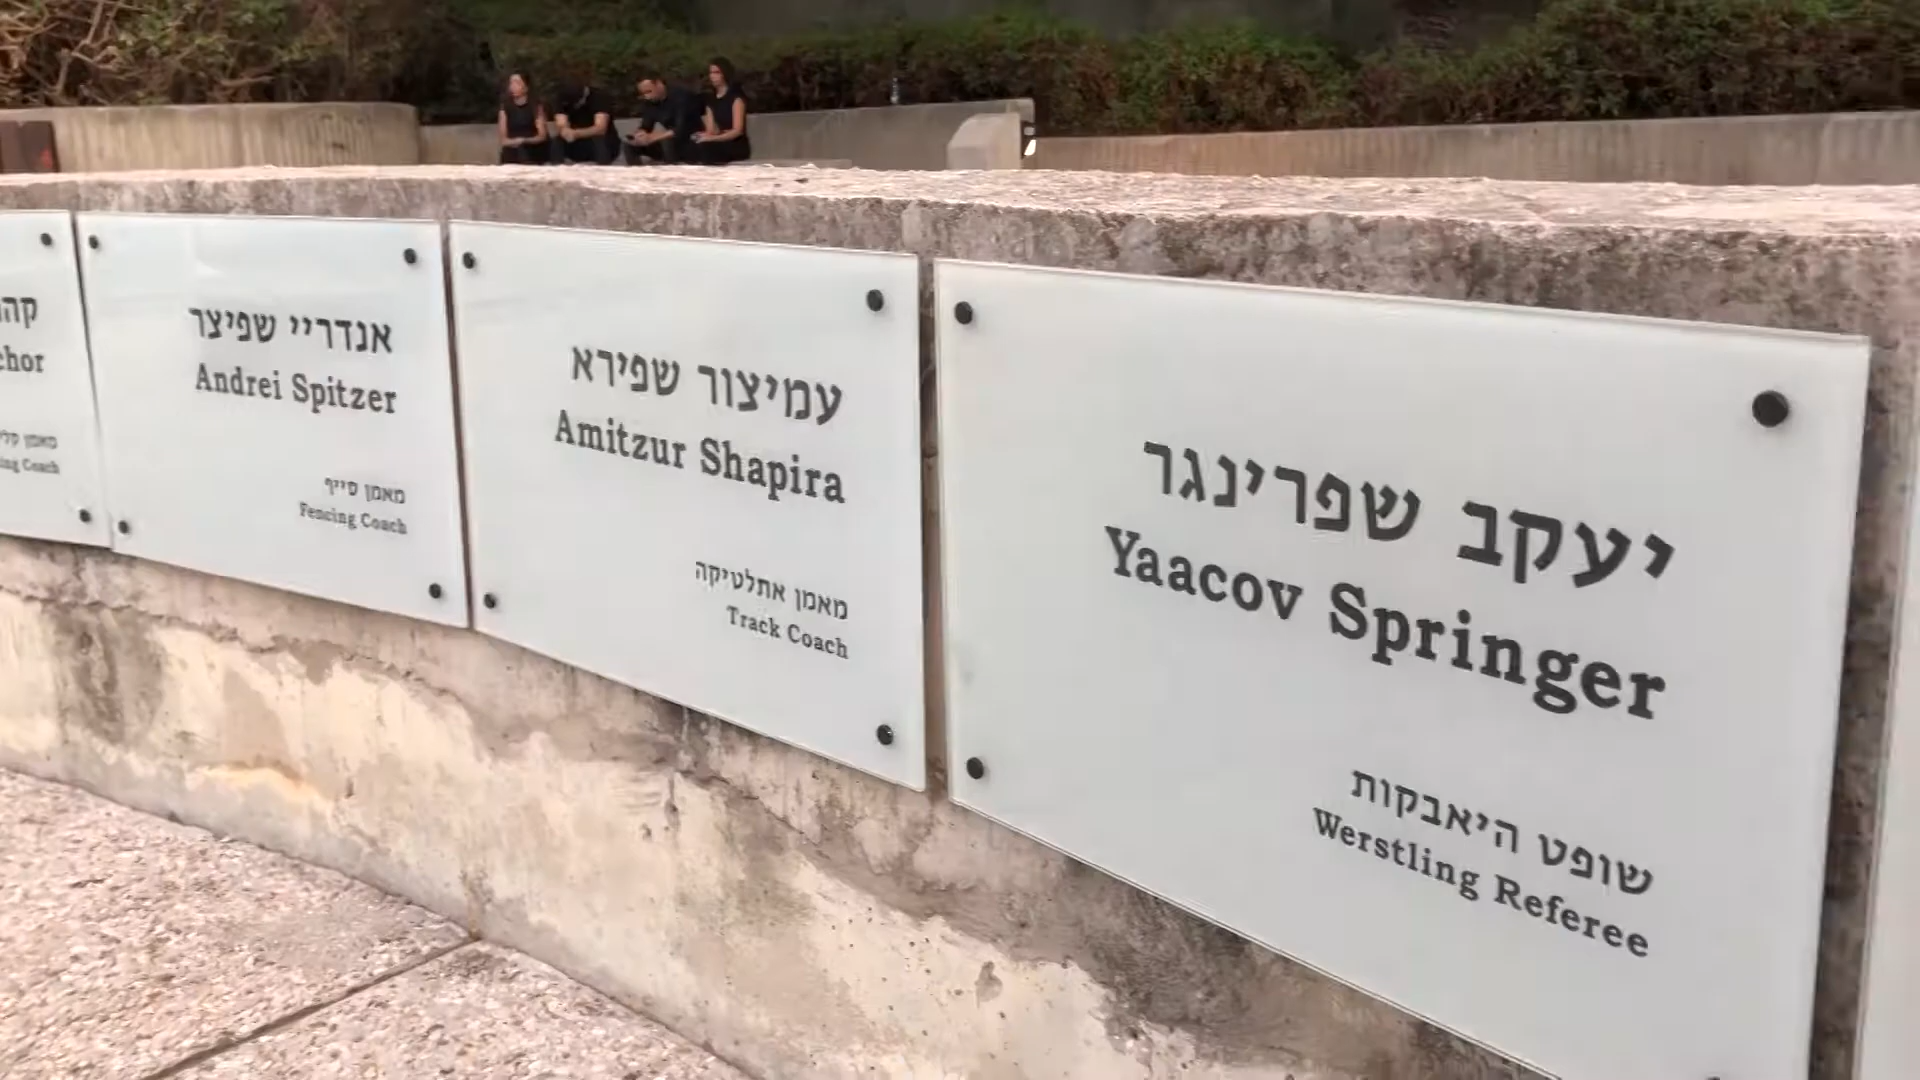 אנדריי שפיצר
Andrei Spitzer
מאמן סייף
Fencing Coach
עמיצור שפירא
Amitzur Shapira
מאמן אתלטיקה
Track Coach
יעקב שפרינגר
Yaacov Springer
שופט היאבקות
Werstling Referee